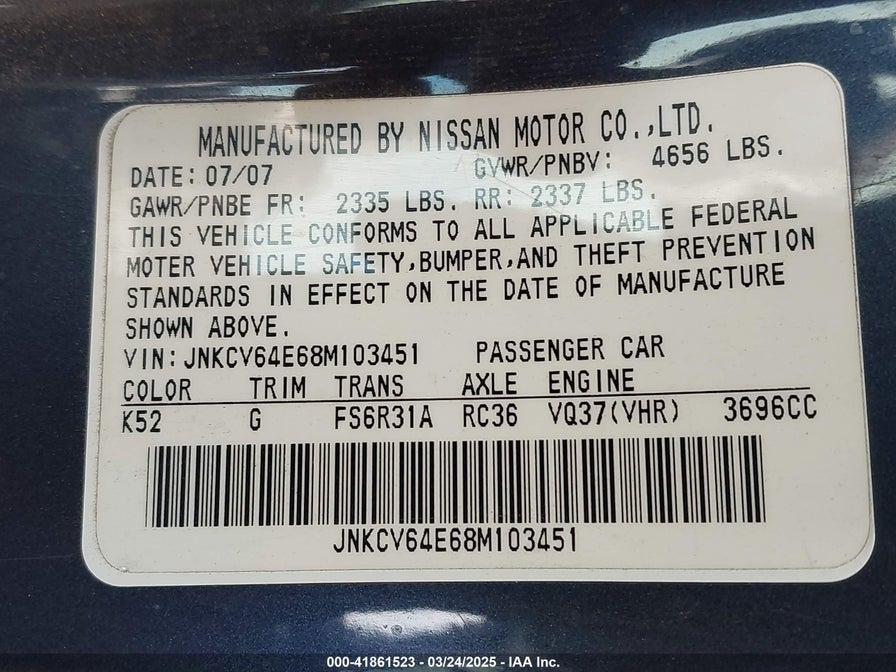 MANUFACTURED BY NISSAN MOTOR CO.,LTD.
DATE: 07/07 GVWR/PNBV: 4656 LBS.
GAWR/PNBE FR: 2335 LBS. RR: 2337 LBS.
THIS VEHICLE CONFORMS TO ALL APPLICABLE FEDERAL
MOTER VEHICLE SAFETY,BUMPER,AND THEFT PREVENTION
STANDARDS IN EFFECT ON THE DATE OF MANUFACTURE
SHOWN ABOVE.
VIN: JNKCV64E68M103451 PASSENGER CAR
COLOR TRIM TRANS AXLE ENGINE
K52 G FS6R31A RC36 VQ37(VHR) 3696CC
JNKCV64E68M103451
000-41861523 - 03/24/2025 - IAA Inc.